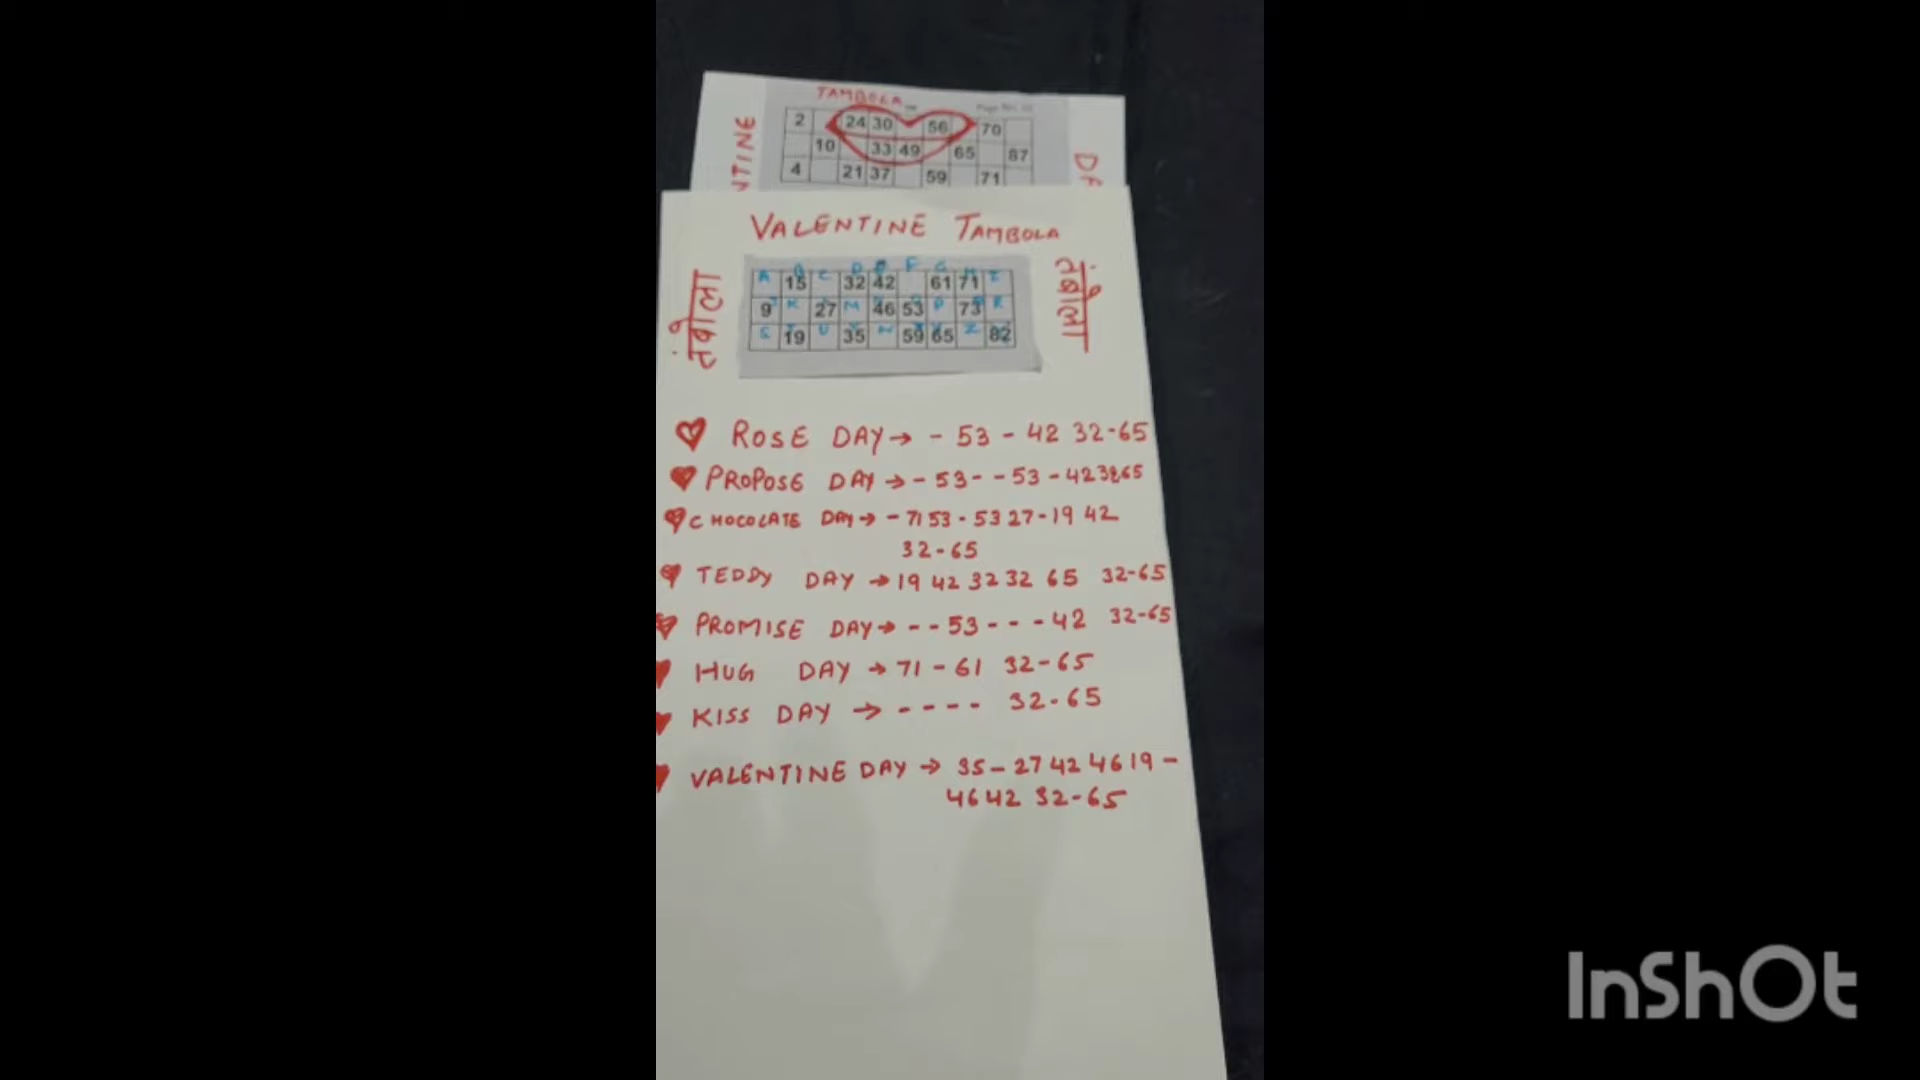 TAMBOLA
2 24 30 56 70
10 33 49 65 87
4 21 37 59 71
NTINE
VALENTINE TAMBOLA
तंबोला
तंबोला
A B C D F G H I
15 32 42 61 71
K M P R
9 27 46 53 73
U N Z
19 35 59 65 82
ROSE DAY→ - 53 - 42 32-65
PROPOSE DAY → - 53 - - 53 - 42 32 65
CHOCOLATE DAY→ - 71 53 - 53 27 - 19 42
32-65
TEDDY DAY → 19 42 32 32 65 32-65
PROMISE DAY→ - - 53 - - - 42 32-65
HUG DAY → 71 - 61 32-65
KISS DAY → - - - - 32-65
VALENTINE DAY → 35 - 27 42 46 19 -
46 42 32-65
InShOt